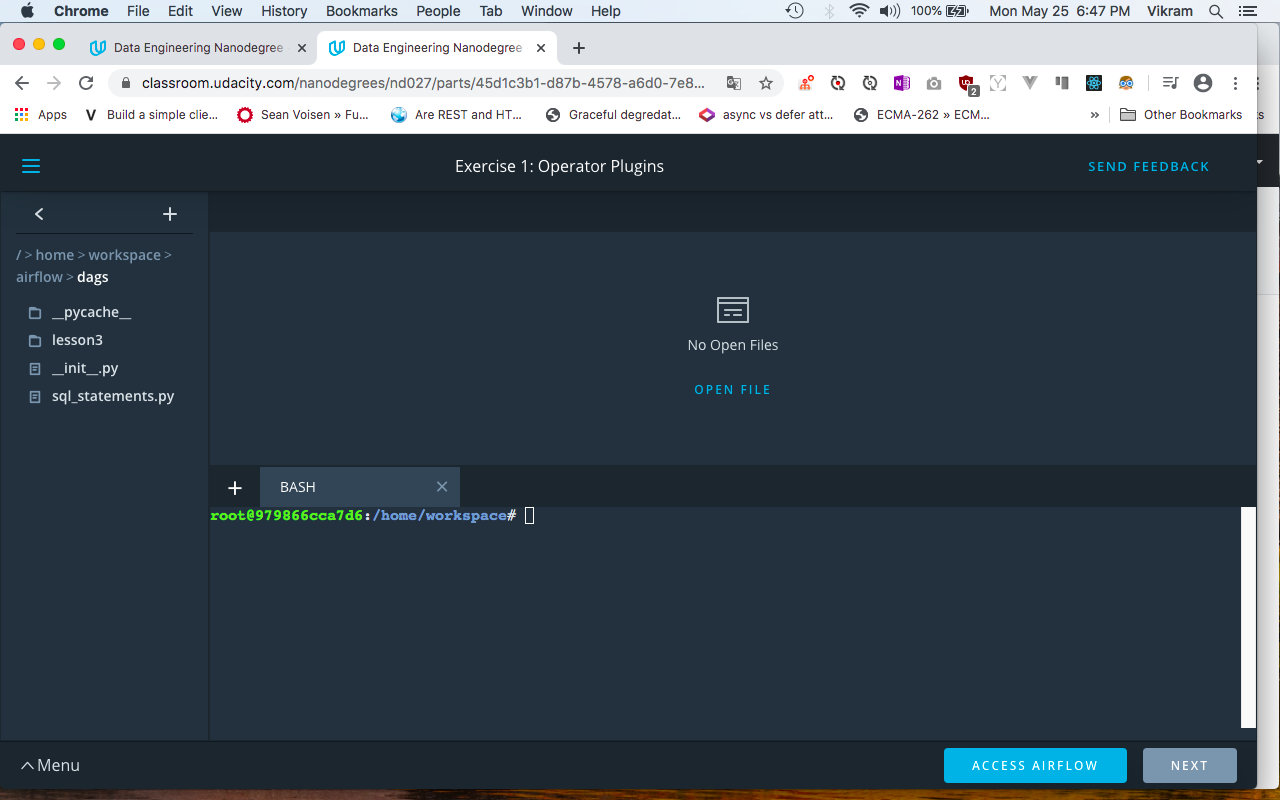 Chrome File Edit View History Bookmarks People Tab Window Help 100% Mon May 25 6:47 PM Vikram
Data Engineering Nanodegree Data Engineering Nanodegree
classroom.udacity.com/nanodegrees/nd027/parts/45d1c3b1-d87b-4578-a6d0-7e8... 2
Apps Build a simple clie... Sean Voisen » Fu... Are REST and HT... Graceful degredat... async vs defer att... ECMA-262 » ECM... » Other Bookmarks
Exercise 1: Operator Plugins SEND FEEDBACK
/ > home > workspace >
airflow > dags
__pycache__
lesson3
__init__.py
sql_statements.py
No Open Files
OPEN FILE
BASH
root@979866cca7d6:/home/workspace#
Menu ACCESS AIRFLOW NEXT